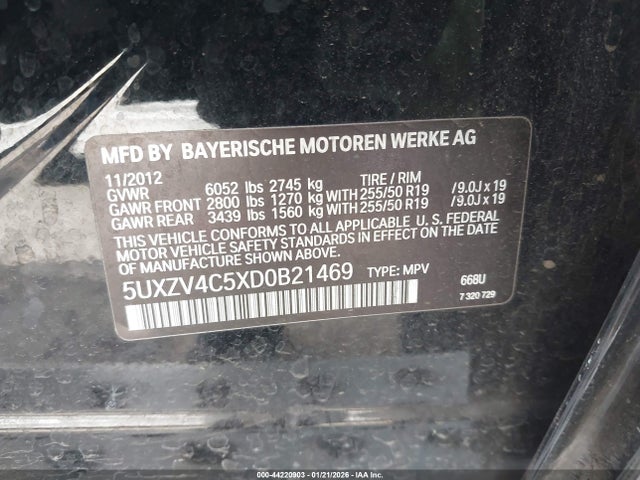 MFD BY BAYERISCHE MOTOREN WERKE AG
11/2012 TIRE / RIM
GVWR 6052 lbs 2745 kg
GAWR FRONT 2800 lbs 1270 kg WITH 255/50 R19 / 9.0J x 19
GAWR REAR 3439 lbs 1560 kg WITH 255/50 R19 / 9.0J x 19
THIS VEHICLE CONFORMS TO ALL APPLICABLE U. S. FEDERAL
MOTOR VEHICLE SAFETY STANDARDS IN EFFECT ON THE
DATE OF MANUFACTURE SHOWN ABOVE.
5UXZV4C5XD0B21469 TYPE: MPV 668U
7 320 729
000-44220903 - 01/21/2026 - © IAA Inc.